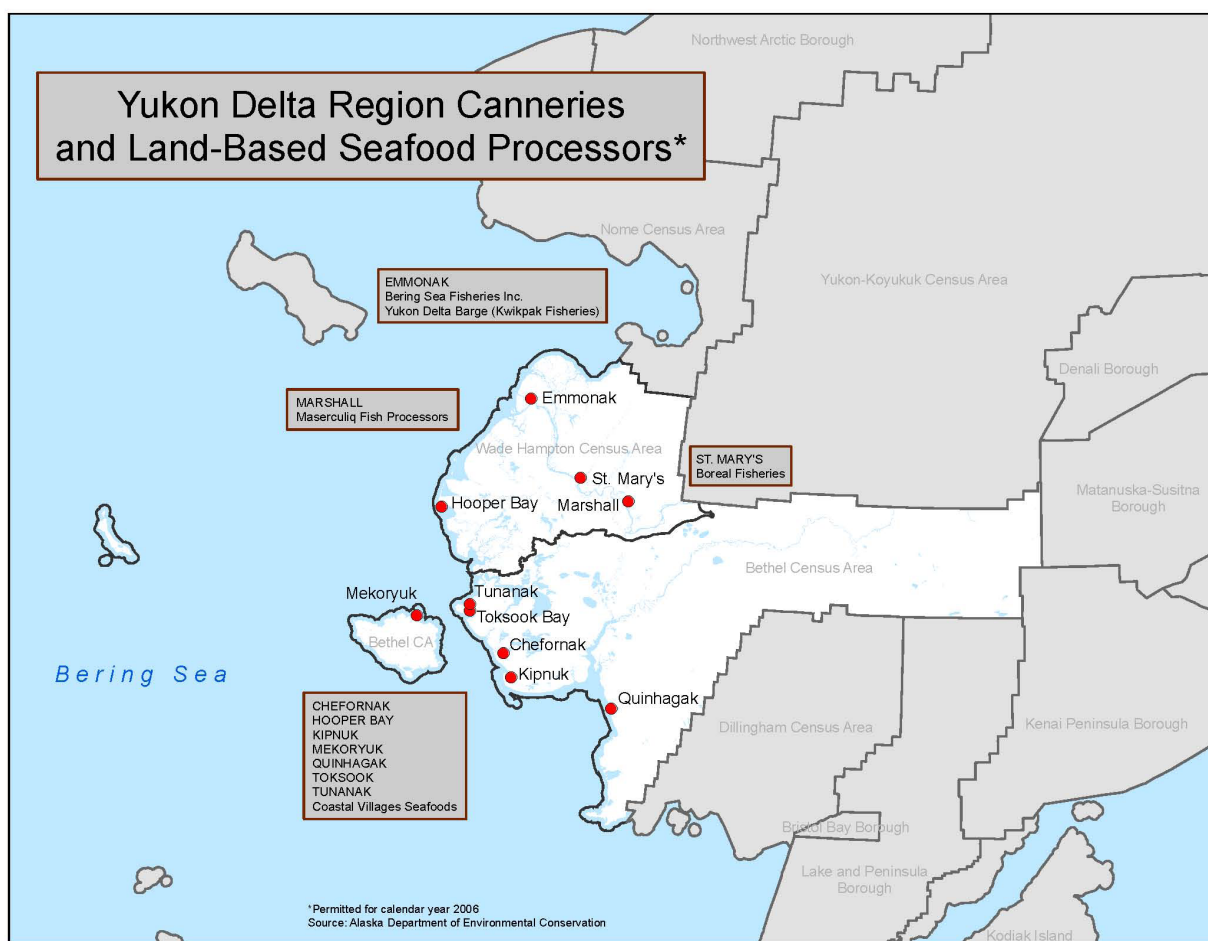 Yukon Delta Region Canneries
and Land-Based Seafood Processors*
Northwest Arctic Borough
Nome Census Area
Yukon-Koyukuk Census Area
EMMONAK
Bering Sea Fisheries Inc.
Yukon Delta Barge (Kwikpak Fisheries)
Denali Borough
MARSHALL
Maserculiq Fish Processors
Emmonak
Wade Hampton Census Area
ST. MARY'S
Boreal Fisheries
St. Mary's
Marshall
Hooper Bay
Matanuska-Susitna
Borough
Bethel Census Area
Tunanak
Mekoryuk
Toksook Bay
Bethel CA
Chefornak
Kipnuk
Bering Sea
Quinhagak
Dillingham Census Area
Kenai Peninsula Borough
CHEFORNAK
HOOPER BAY
KIPNUK
MEKORYUK
QUINHAGAK
TOKSOOK
TUNANAK
Coastal Villages Seafoods
Bristol Bay Borough
Lake and Peninsula
Borough
*Permitted for calendar year 2006
Source: Alaska Department of Environmental Conservation
Kodiak Island